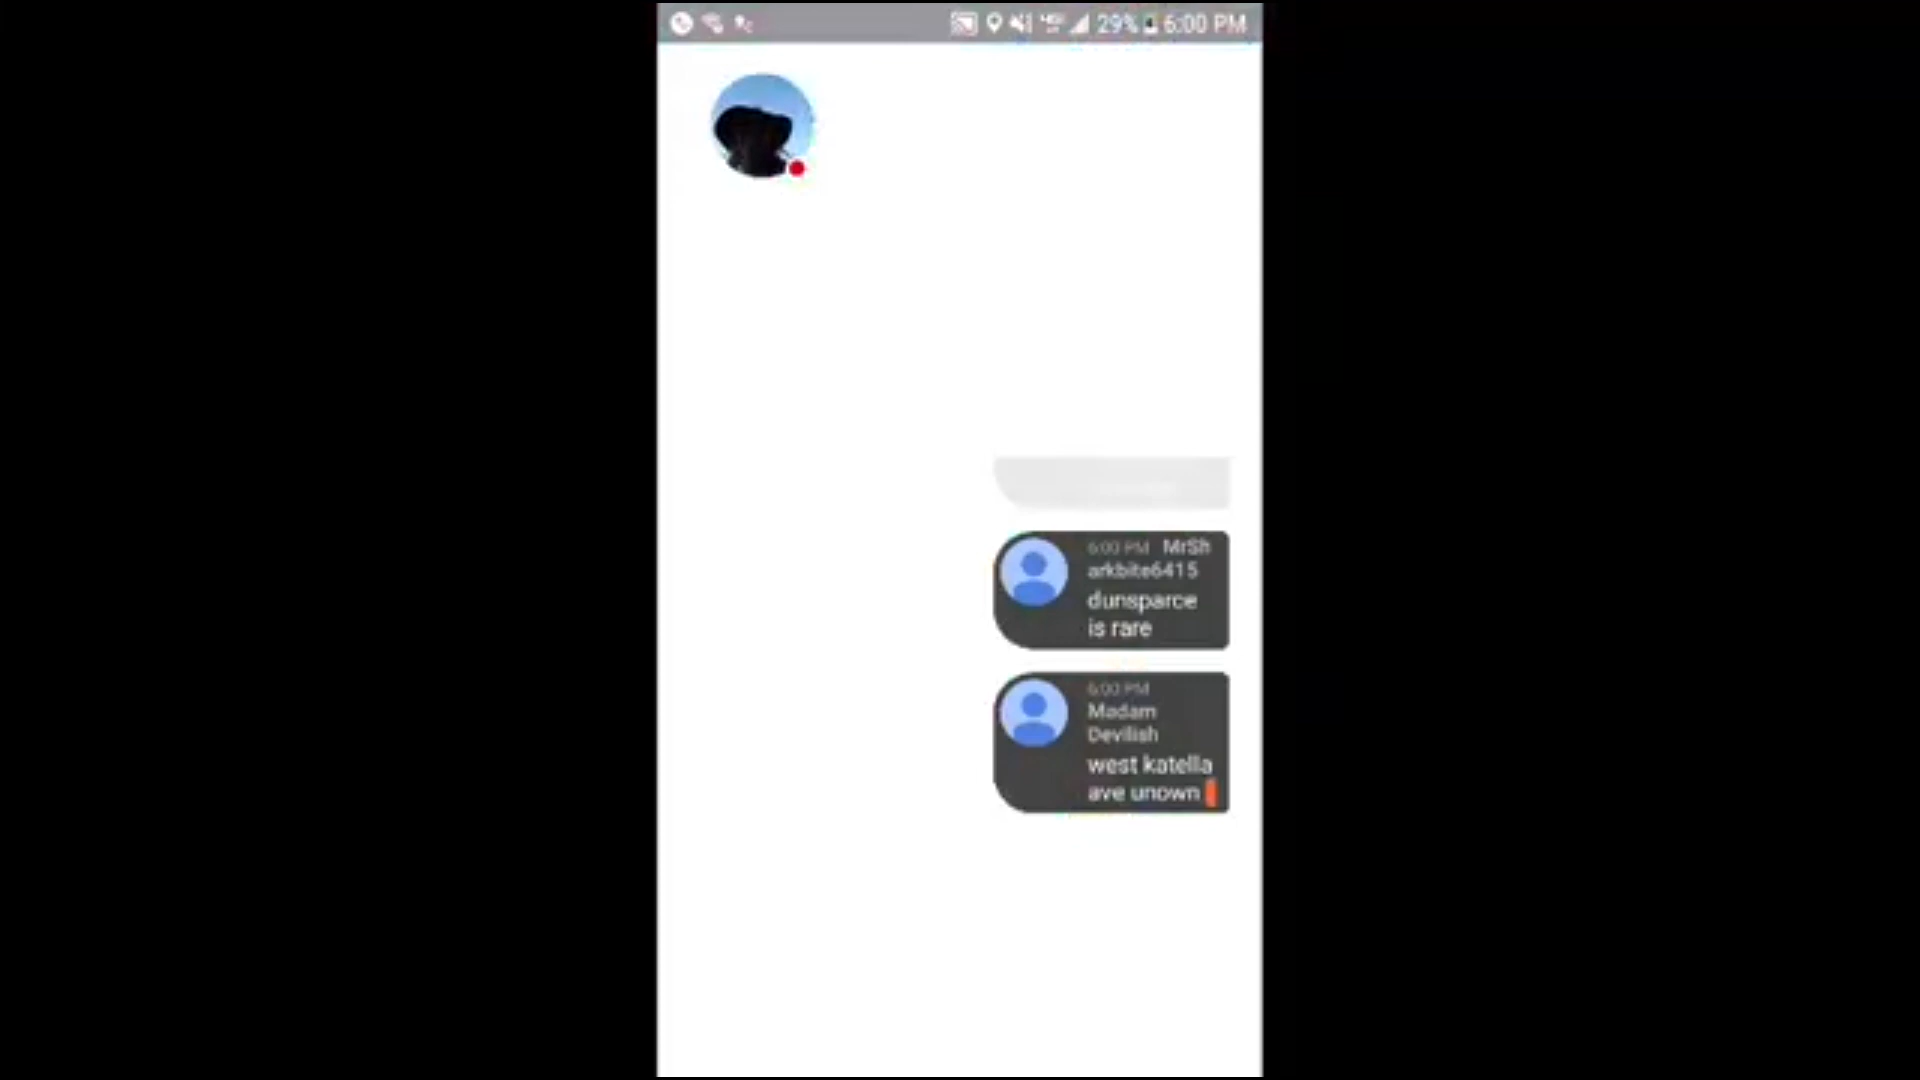 29% 6:00 PM
6:00 PM MrSh
arkbite6415
dunsparce
is rare
6:00 PM
Madam
Devilish
west katella
ave unown